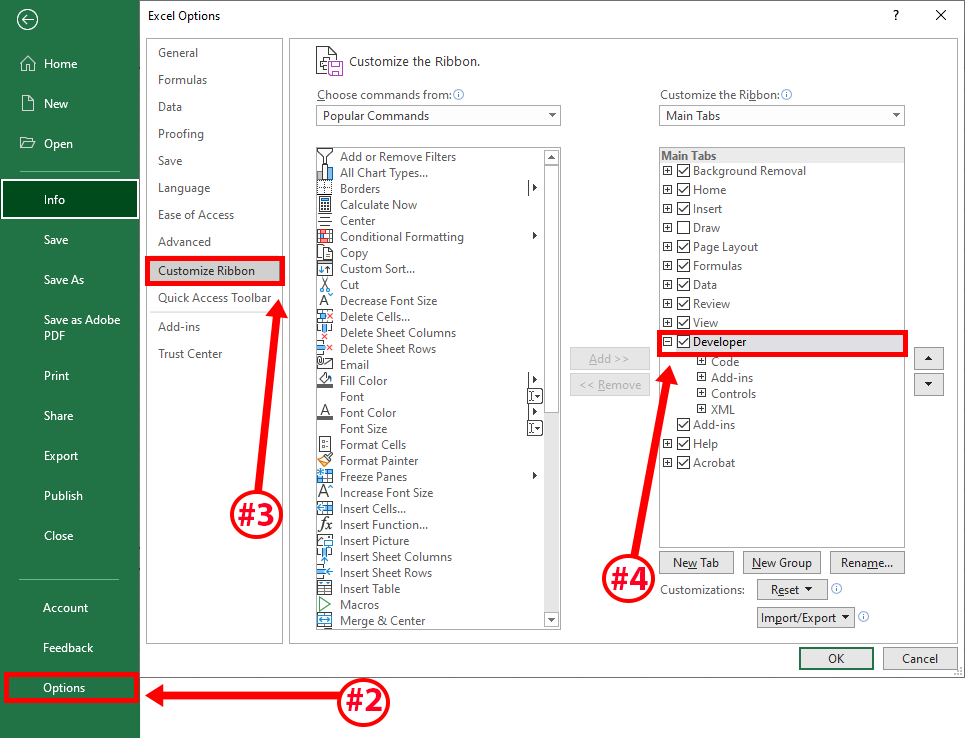 Home
New
Open
Info
Save
Save As
Save as Adobe
PDF
Print
Share
Export
Publish
Close
Account
Feedback
Options
#2
Excel Options
?
General
Formulas
Data
Proofing
Save
Language
Ease of Access
Advanced
Customize Ribbon
Quick Access Toolbar
Add-ins
Trust Center
#3
Customize the Ribbon.
Choose commands from:
Popular Commands
Add or Remove Filters
All Chart Types...
Borders
Calculate Now
Center
Conditional Formatting
Copy
Custom Sort...
Cut
Decrease Font Size
Delete Cells...
Delete Sheet Columns
Delete Sheet Rows
Email
Fill Color
Font
Font Color
Font Size
Format Cells
Format Painter
Freeze Panes
Increase Font Size
Insert Cells...
Insert Function...
Insert Picture
Insert Sheet Columns
Insert Sheet Rows
Insert Table
Macros
Merge & Center
Add >>
<< Remove
Customize the Ribbon:
Main Tabs
Main Tabs
Background Removal
Home
Insert
Draw
Page Layout
Formulas
Data
Review
View
Developer
Code
Add-ins
Controls
XML
Add-ins
Help
Acrobat
#4
New Tab New Group Rename...
Customizations: Reset
Import/Export
OK Cancel